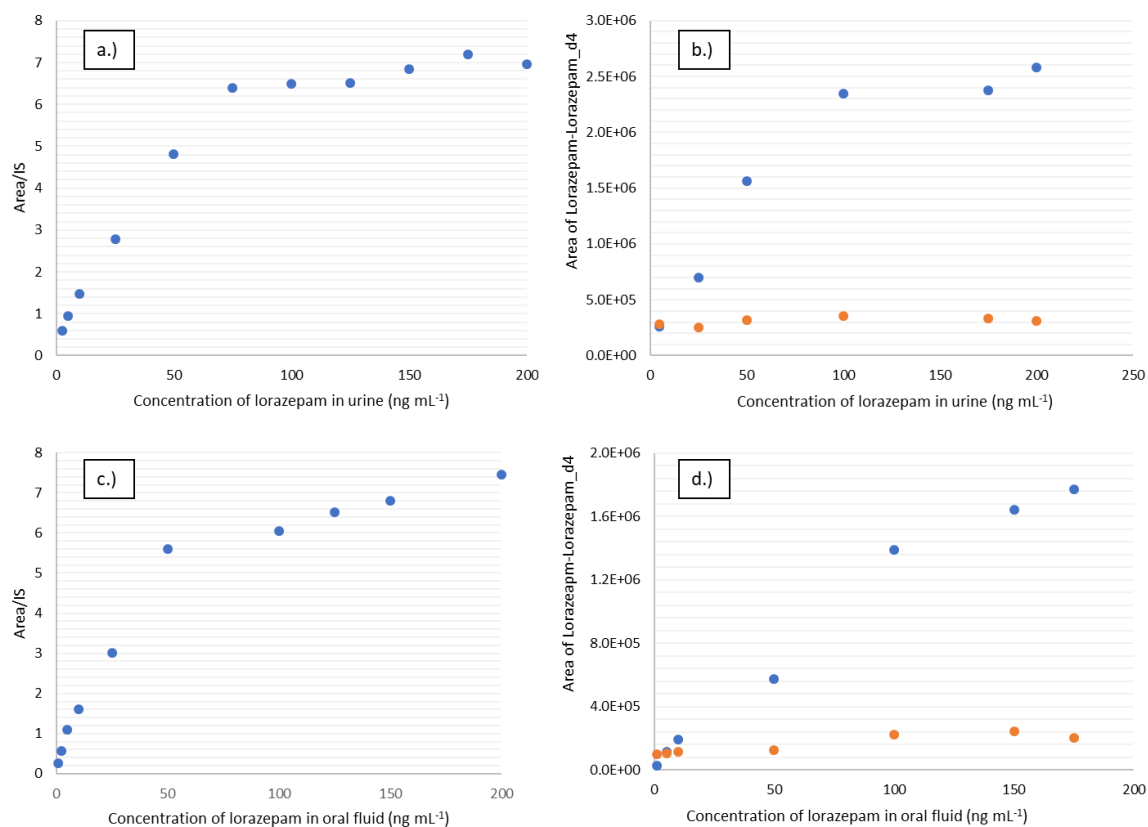 a.)
8
7
6
5
4
3
2
1
0
Area/IS
0 50 100 150 200
Concentration of lorazepam in urine (ng mL⁻¹)
b.)
3.0E+06
2.5E+06
2.0E+06
1.5E+06
1.0E+06
5.0E+05
0.0E+00
Area of Lorazepam-Lorazepam_d4
0 50 100 150 200 250
Concentration of lorazepam in urine (ng mL⁻¹)
c.)
8
7
6
5
4
3
2
1
0
Area/IS
0 50 100 150 200
Concentration of lorazepam in oral fluid (ng mL⁻¹)
d.)
2.0E+06
1.6E+06
1.2E+06
8.0E+05
4.0E+05
0.0E+00
Area of Lorazeapm-Lorazepam_d4
0 50 100 150 200
Concentration of lorazepam in oral fluid (ng mL⁻¹)